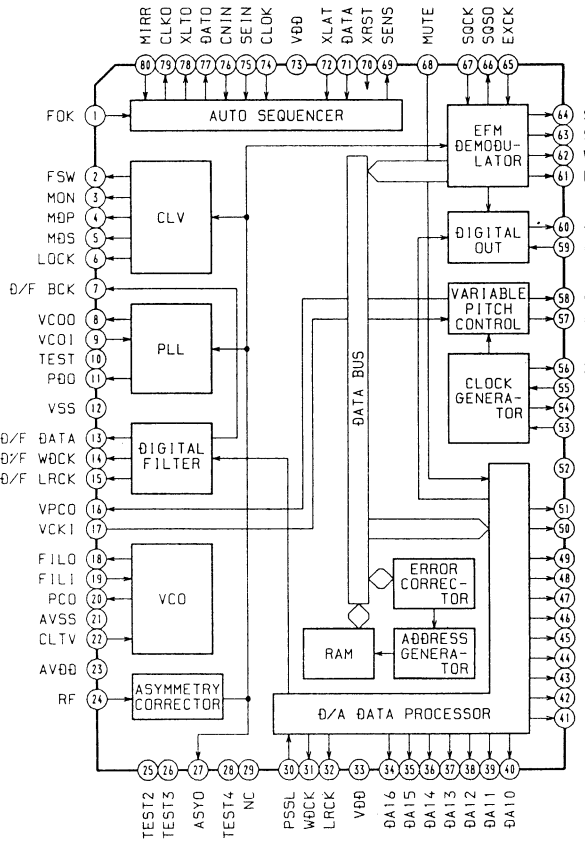 MIRR
CLKO
XLTO
DATO
CNIN
SEIN
CLOK
VDD
XLAT
DATA
XRST
SENS
MUTE
SQCK
SQSO
EXCK
80
79
78
77
76
75
74
73
72
71
70
69
68
67
66
65
FOK 1
AUTO SEQUENCER
EFM
DEMODU-
LATOR
64
63
62
61
FSW 2
MON 3
MDP 4
MDS 5
LOCK 6
CLV
DIGITAL
OUT
60
59
D/F BCK 7
VCOO 8
VCOI 9
TEST 10
PDO 11
PLL
VARIABLE
PITCH
CONTROL
58
57
CLOCK
GENERA-
TOR
56
55
54
53
DATA BUS
VSS 12
D/F DATA 13
D/F WDCK 14
D/F LRCK 15
DIGITAL
FILTER
52
VPCO 16
VCKI 17
51
50
FILO 18
FILI 19
PCO 20
AVSS 21
CLTV 22
VCO
ERROR
CORREC-
TOR
RAM
ADDRESS
GENERA-
TOR
49
48
47
46
45
44
43
42
41
AVDD 23
RF 24
ASYMMETRY
CORRECTOR
D/A DATA PROCESSOR
25
26
27
28
29
30
31
32
33
34
35
36
37
38
39
40
TEST2
TEST3
ASYO
TEST4
NC
PSSL
WDCK
LRCK
VDD
DA16
DA15
DA14
DA13
DA12
DA11
DA10